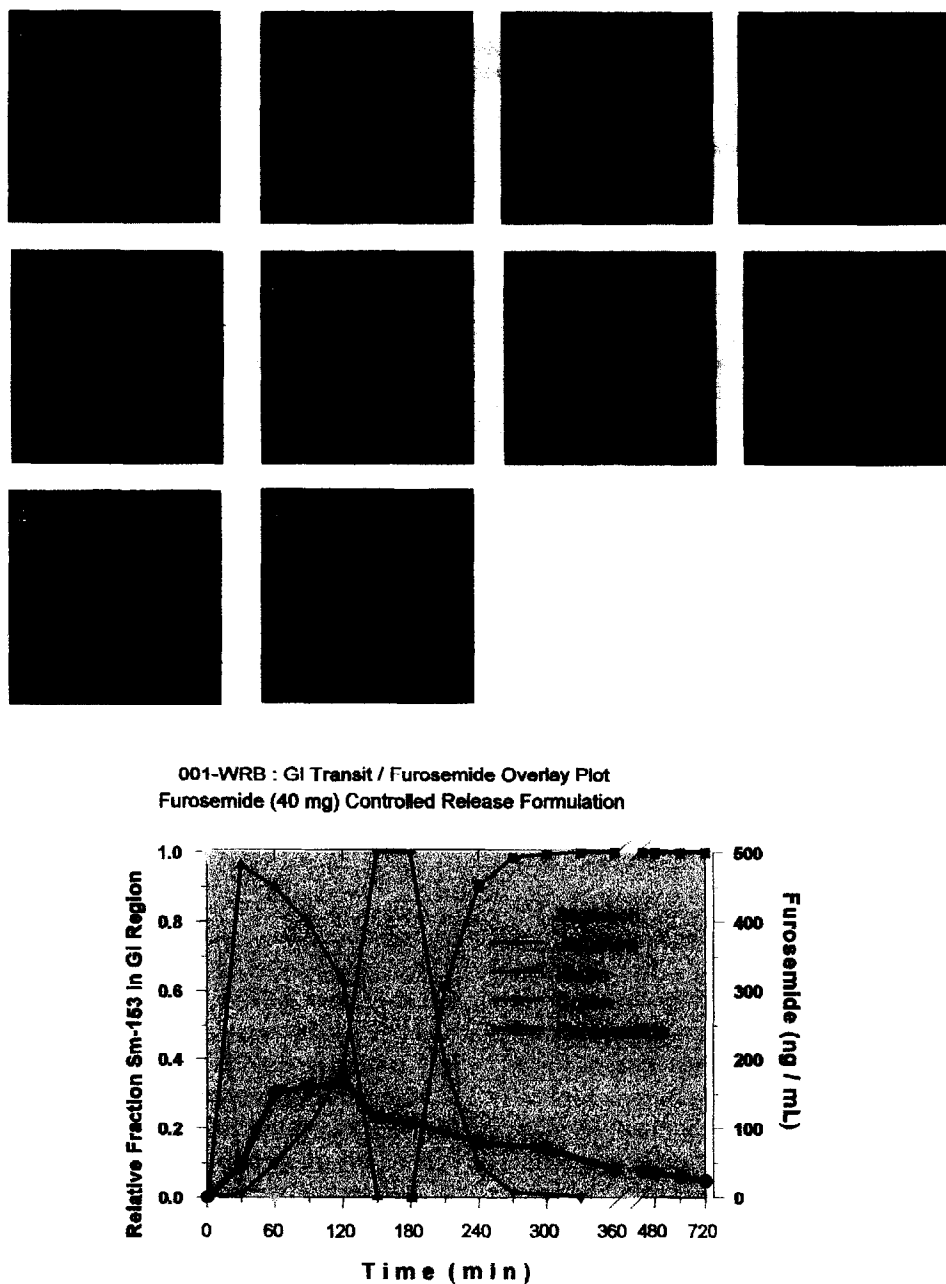 001-WRB : GI Transit / Furosemide Overlay Plot
Furosemide (40 mg) Controlled Release Formulation
Relative Fraction Sm-153 in GI Region
1.0
0.8
0.6
0.4
0.2
0.0
500
400
300
200
100
0
Furosemide (ng / mL)
0 60 120 180 240 300 360 480 720
Time (min)